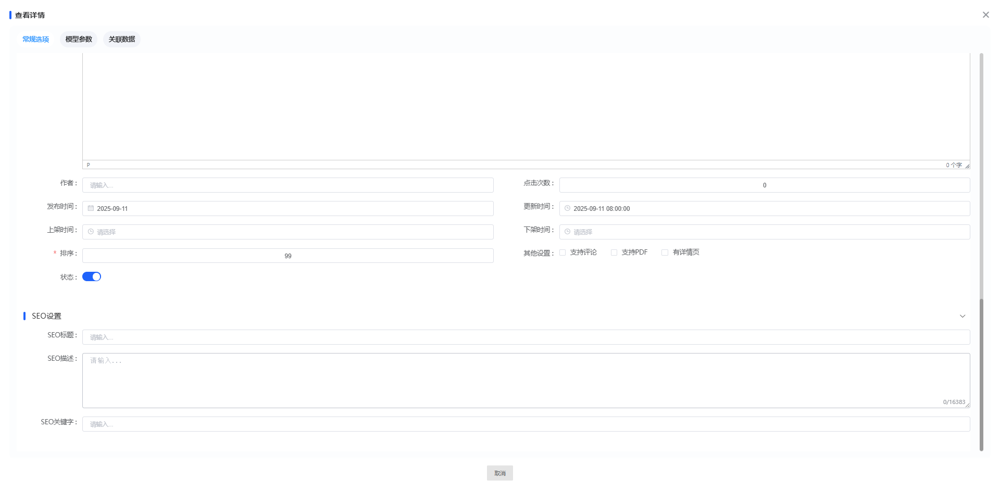 查看详情
常规选项 模型参数 关联数据
P 0 个字
作者： 请输入... 点击次数： 0
发布时间： 2025-09-11 更新时间： 2025-09-11 08:00:00
上架时间： 请选择 下架时间： 请选择
* 排序： 99 其他设置： 支持评论 支持PDF 有详情页
状态：
SEO设置
SEO标题： 请输入...
SEO描述： 请输入...
0/16383
SEO关键字： 请输入...
取消